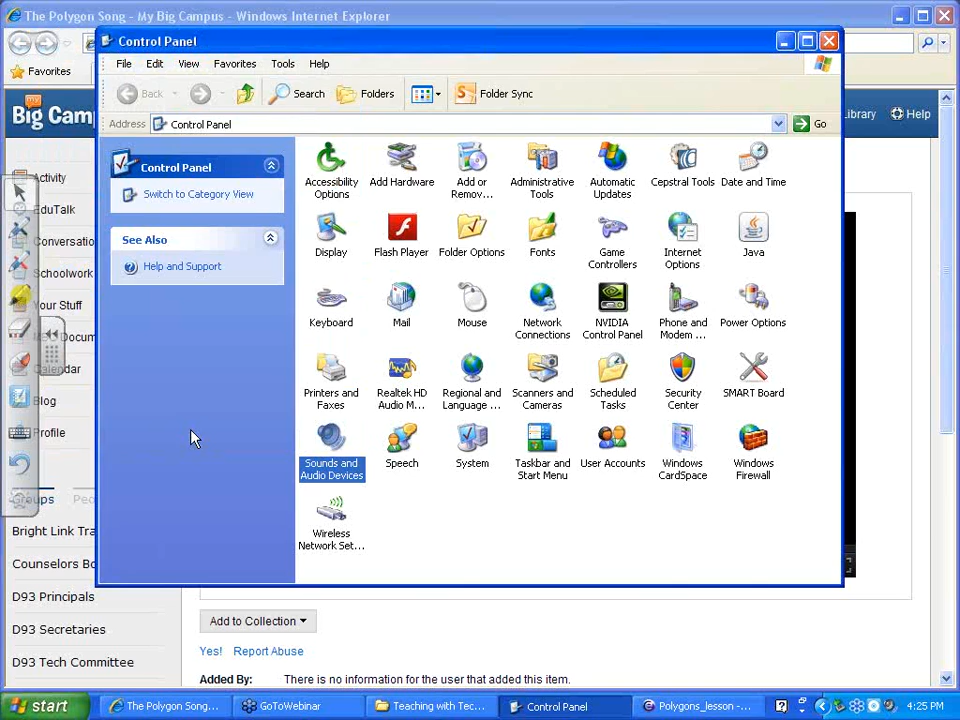 The Polygon Song - My Big Campus - Windows Internet Explorer
Control Panel
File Edit View Favorites Tools Help
Favorites
Back Search Folders Folder Sync
my
Big Cam
Library Help
Address Control Panel Go
Control Panel
Switch to Category View
See Also
Help and Support
Activity
EduTalk
Conversatio
Schoolwork
Your Stuff
Docum
Calendar
Blog
Profile
Groups Pe
Bright Link Tra
Counselors Bo
D93 Principals
D93 Secretaries
D93 Tech Committee
Accessibility Options
Add Hardware
Add or Remov...
Administrative Tools
Automatic Updates
Cepstral Tools
Date and Time
Display
Flash Player
Folder Options
Fonts
Game Controllers
Internet Options
Java
Keyboard
Mail
Mouse
Network Connections
NVIDIA Control Panel
Phone and Modem ...
Power Options
Printers and Faxes
Realtek HD Audio M...
Regional and Language ...
Scanners and Cameras
Scheduled Tasks
Security Center
SMART Board
Sounds and Audio Devices
Speech
System
Taskbar and Start Menu
User Accounts
Windows CardSpace
Windows Firewall
Wireless Network Set...
Add to Collection
Yes! Report Abuse
Added By: There is no information for the user that added this item.
start The Polygon Song... GoToWebinar Teaching with Tec... Control Panel Polygons_lesson -... 4:25 PM